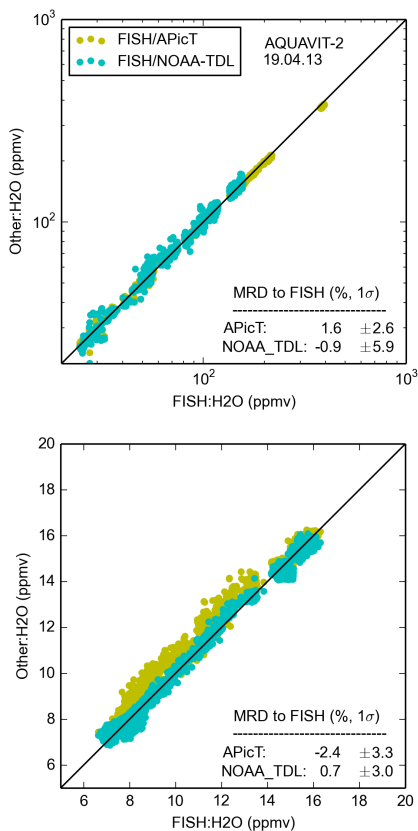 10³
FISH/APicT
FISH/NOAA-TDL
AQUAVIT-2
19.04.13
Other:H2O (ppmv)
10²
MRD to FISH (%, 1σ)
--------------------------------
APicT: 1.6 ±2.6
NOAA_TDL: -0.9 ±5.9
10² 10³
FISH:H2O (ppmv)
20
18
16
14
12
10
8
6
Other:H2O (ppmv)
MRD to FISH (%, 1σ)
--------------------------------
APicT: -2.4 ±3.3
NOAA_TDL: 0.7 ±3.0
6 8 10 12 14 16 18 20
FISH:H2O (ppmv)